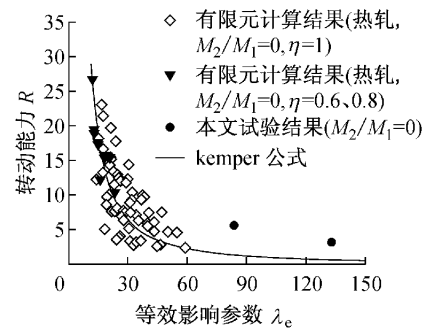 35
30
25
20
15
10
5
0
30
60
90
120
150
转动能力 R
等效影响参数 λe
有限元计算结果(热轧,
M2/M1=0, η=1)
有限元计算结果(热轧,
M2/M1=0, η=0.6、0.8)
本文试验结果(M2/M1=0)
kemper 公式